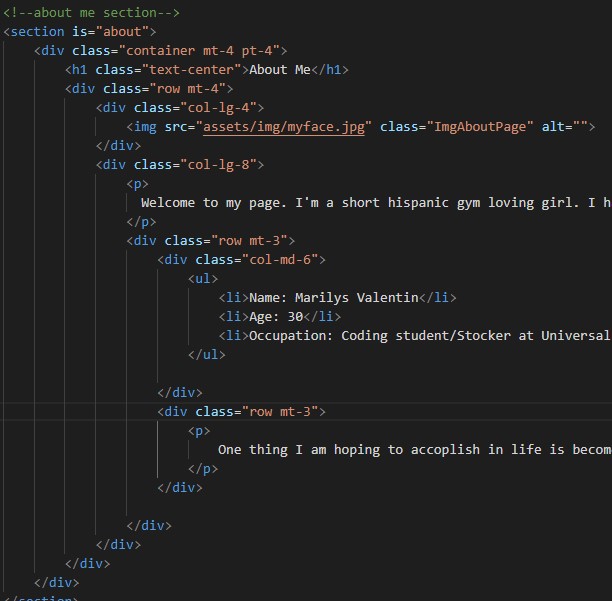 <!--about me section-->
<section is="about">
<div class="container mt-4 pt-4">
<h1 class="text-center">About Me</h1>
<div class="row mt-4">
<div class="col-lg-4">
<img src="assets/img/myface.jpg" class="ImgAboutPage" alt="">
</div>
<div class="col-lg-8">
<p>
Welcome to my page. I'm a short hispanic gym loving girl. I h
</p>
<div class="row mt-3">
<div class="col-md-6">
<ul>
<li>Name: Marilys Valentin</li>
<li>Age: 30</li>
<li>Occupation: Coding student/Stocker at Universal
</ul>
</div>
<div class="row mt-3">
<p>
One thing I am hoping to accoplish in life is becom
</p>
</div>
</div>
</div>
</div>
</div>
</section>